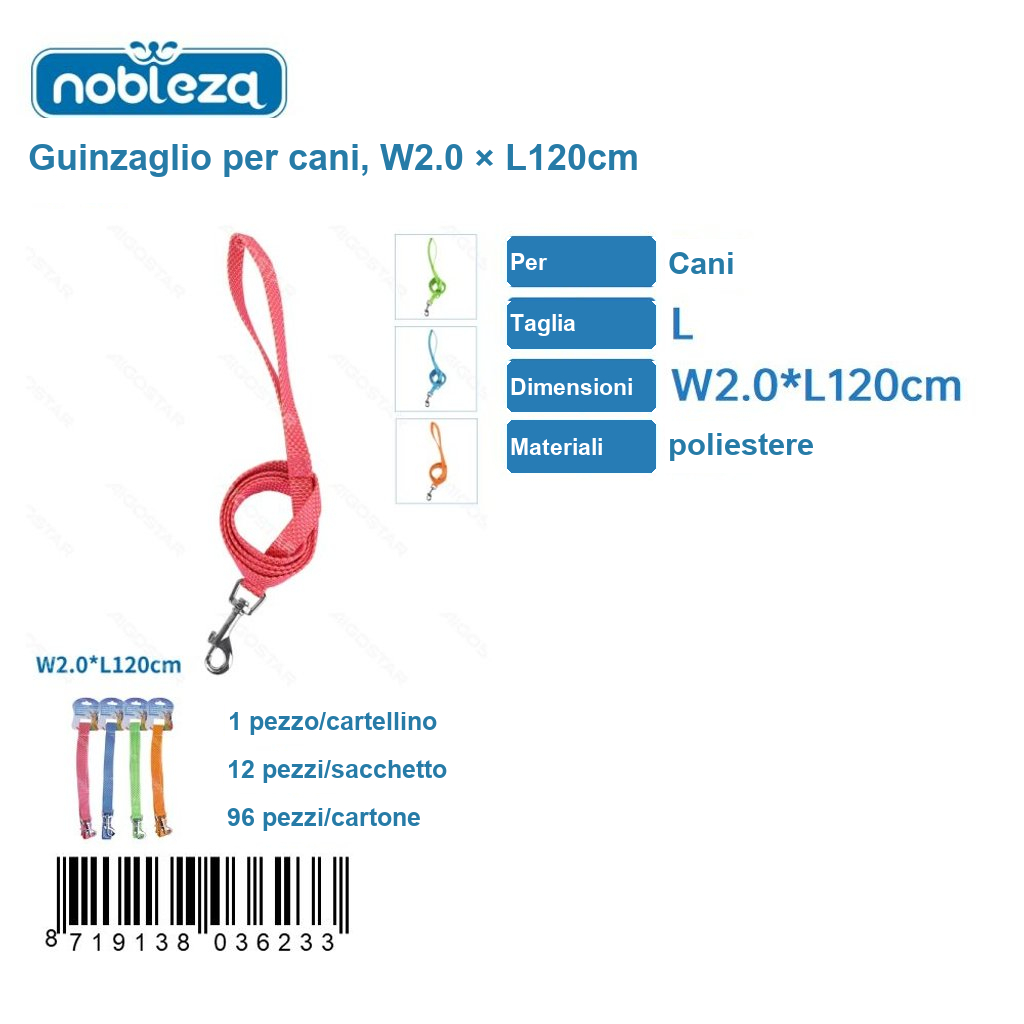 nobleza
Guinzaglio per cani, W2.0 × L120cm
AIGOSTAR
Per Cani
Taglia L
Dimensioni W2.0*L120cm
Materiali poliestere
W2.0*L120cm
1 pezzo/cartellino
12 pezzi/sacchetto
96 pezzi/cartone
8 719138 036233